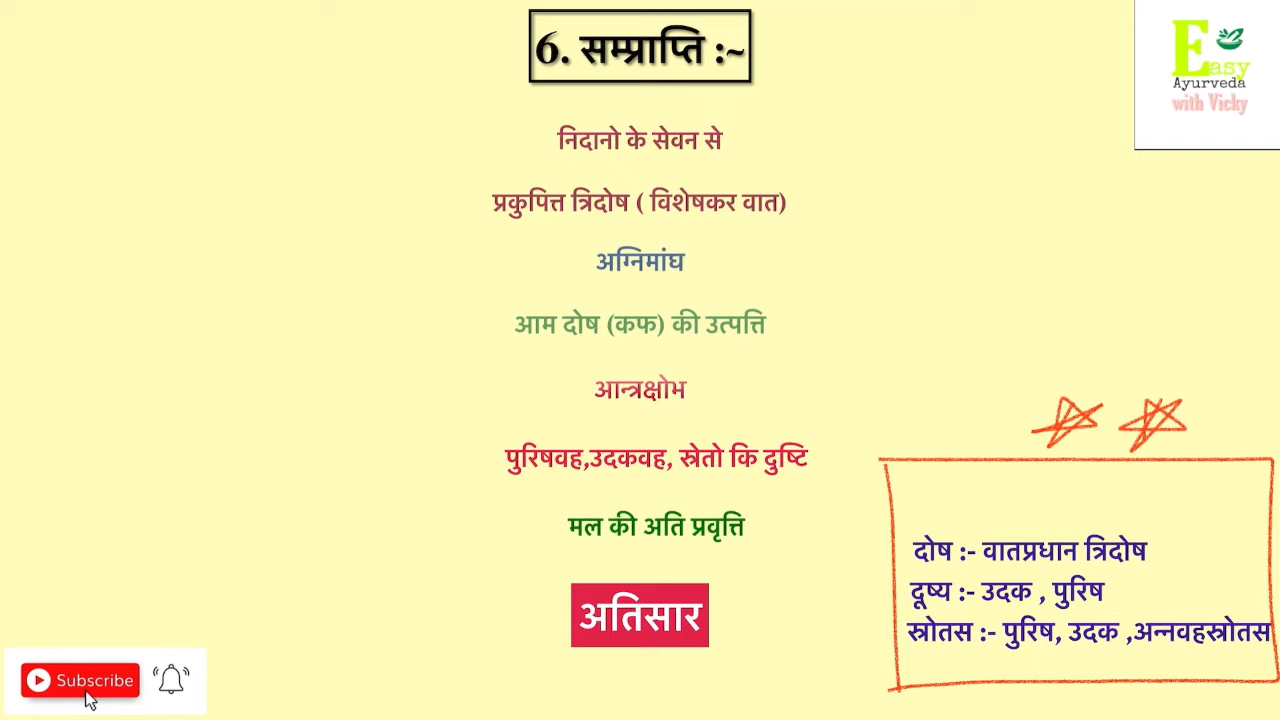 6. सम्प्राप्ति :~
Easy
Ayurveda
with Vicky
निदानो के सेवन से
प्रकुपित्त त्रिदोष ( विशेषकर वात)
अग्निमांघ
आम दोष (कफ) की उत्पत्ति
आन्त्रक्षोभ
पुरिषवह,उदकवह, स्रेतो कि दुष्टि
मल की अति प्रवृत्ति
अतिसार
दोष :- वातप्रधान त्रिदोष
दूष्य :- उदक , पुरिष
स्रोतस :- पुरिष, उदक ,अन्नवहस्रोतस
Subscribe